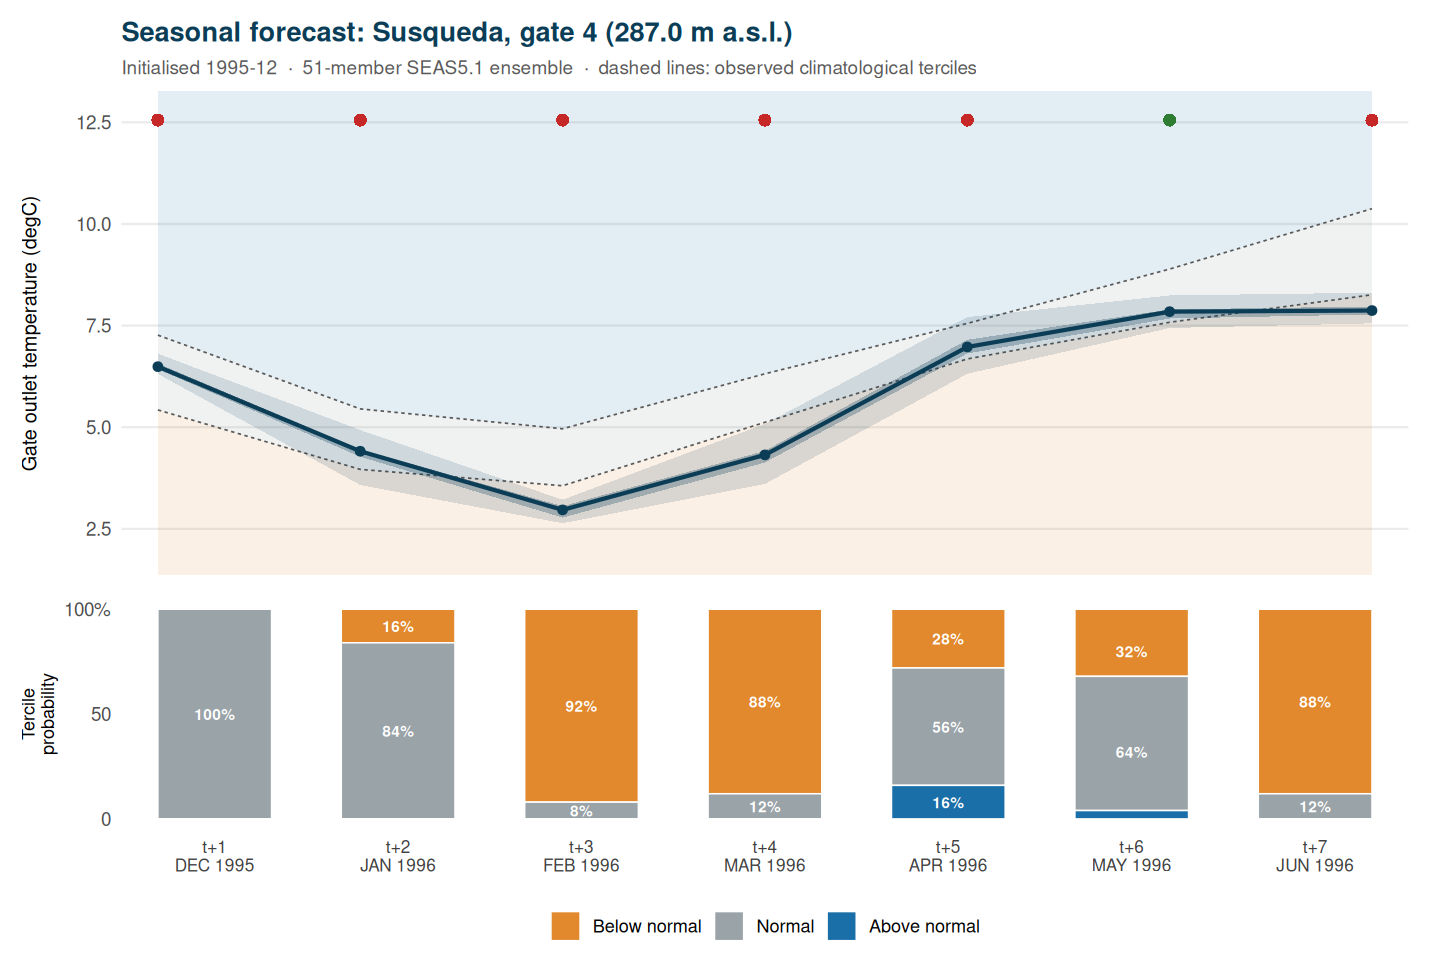 Seasonal forecast: Susqueda, gate 4 (287.0 m a.s.l.)
Initialised 1995-12 · 51-member SEAS5.1 ensemble · dashed lines: observed climatological terciles
Gate outlet temperature (degC)
12.5
10.0
7.5
5.0
2.5
Tercile
probability
100%
50
0
100%
16%
84%
92%
8%
88%
12%
28%
56%
16%
32%
64%
88%
12%
t+1
DEC 1995
t+2
JAN 1996
t+3
FEB 1996
t+4
MAR 1996
t+5
APR 1996
t+6
MAY 1996
t+7
JUN 1996
Below normal
Normal
Above normal